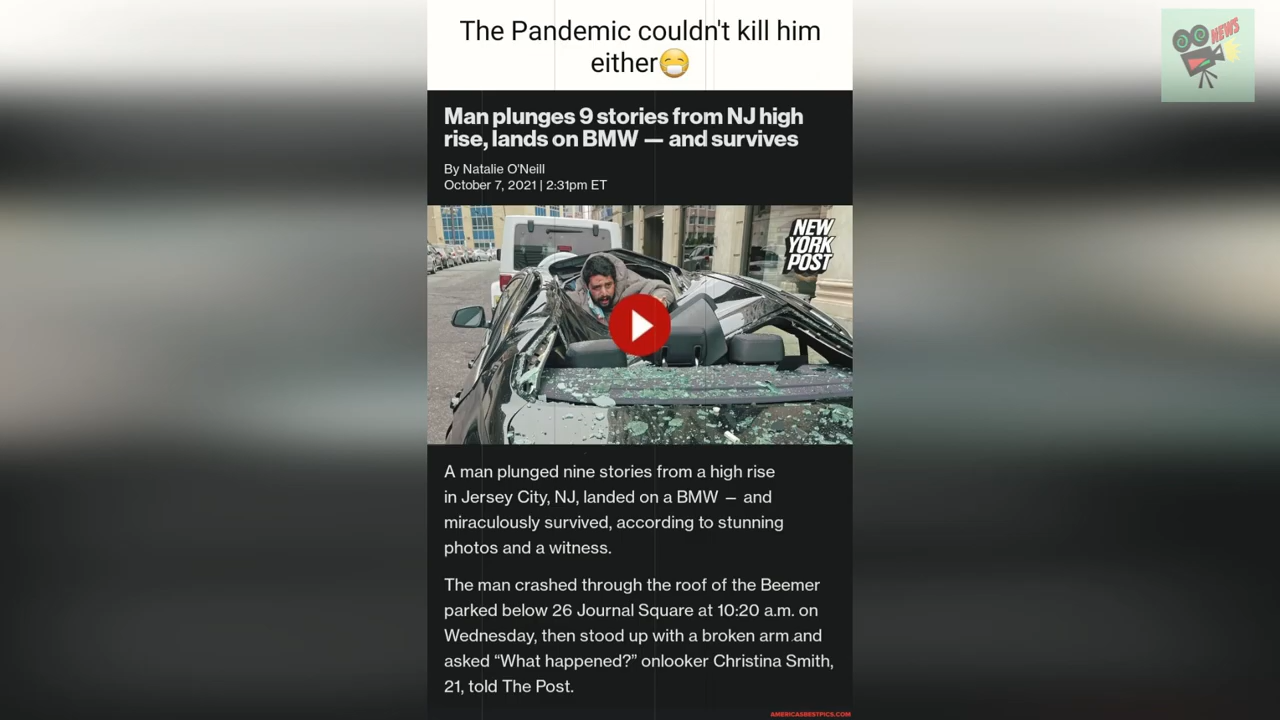 The Pandemic couldn't kill him
either😷
NEWS
Man plunges 9 stories from NJ high
rise, lands on BMW — and survives
By Natalie O'Neill
October 7, 2021 | 2:31pm ET
NEW
YORK
POST
A man plunged nine stories from a high rise
in Jersey City, NJ, landed on a BMW — and
miraculously survived, according to stunning
photos and a witness.
The man crashed through the roof of the Beemer
parked below 26 Journal Square at 10:20 a.m. on
Wednesday, then stood up with a broken arm and
asked “What happened?” onlooker Christina Smith,
21, told The Post.
AMERICASBESTPICS.COM